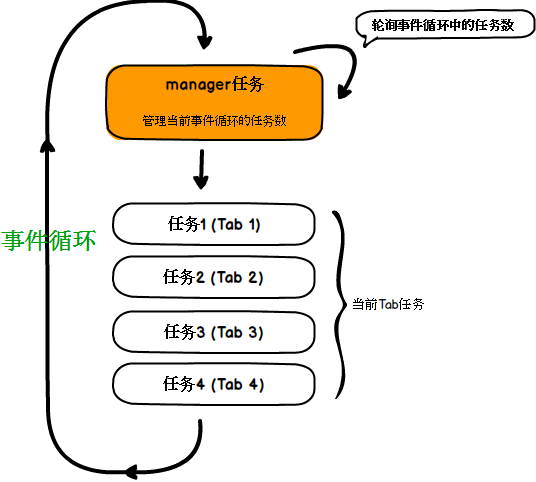 轮询事件循环中的任务数
manager任务
管理当前事件循环的任务数
任务1 (Tab 1)
事件循环
任务2 (Tab 2)
当前Tab任务
任务3 (Tab 3)
任务4 (Tab 4)